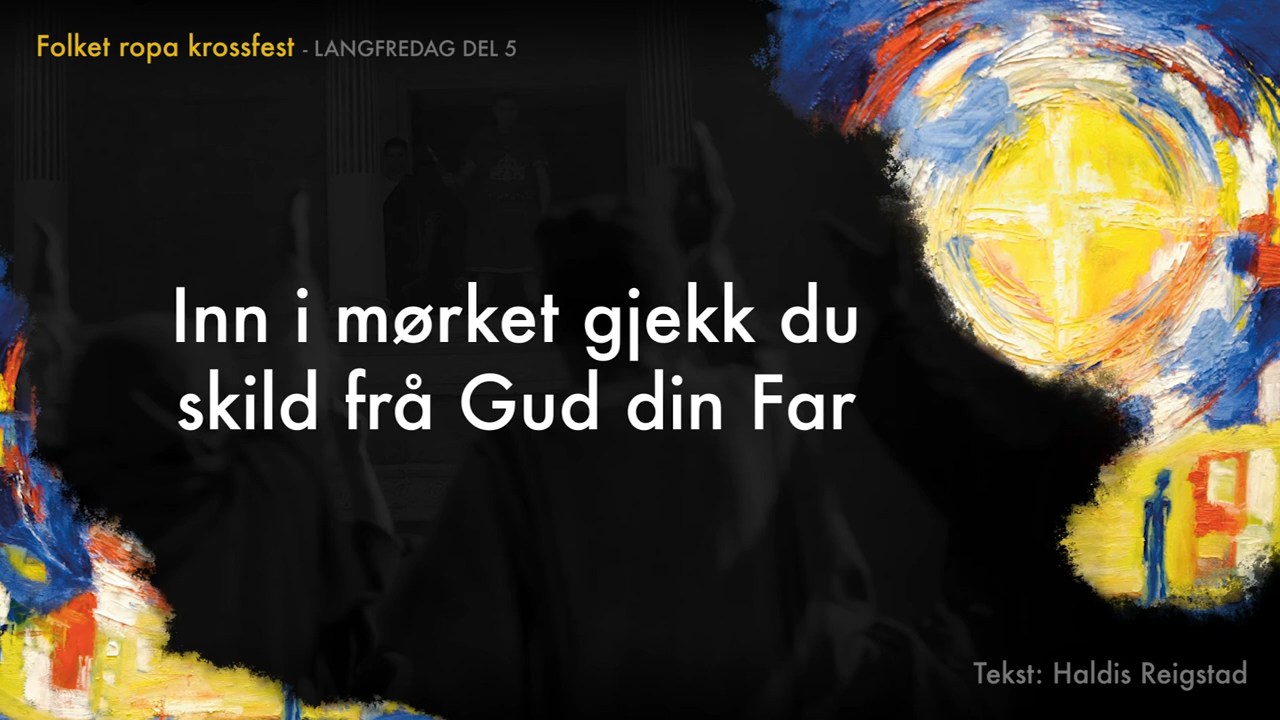 Folket ropa krossfest - LANGFREDAG DEL 5
Inn i mørket gjekk du
skild frå Gud din Far
Tekst: Haldis Reigstad